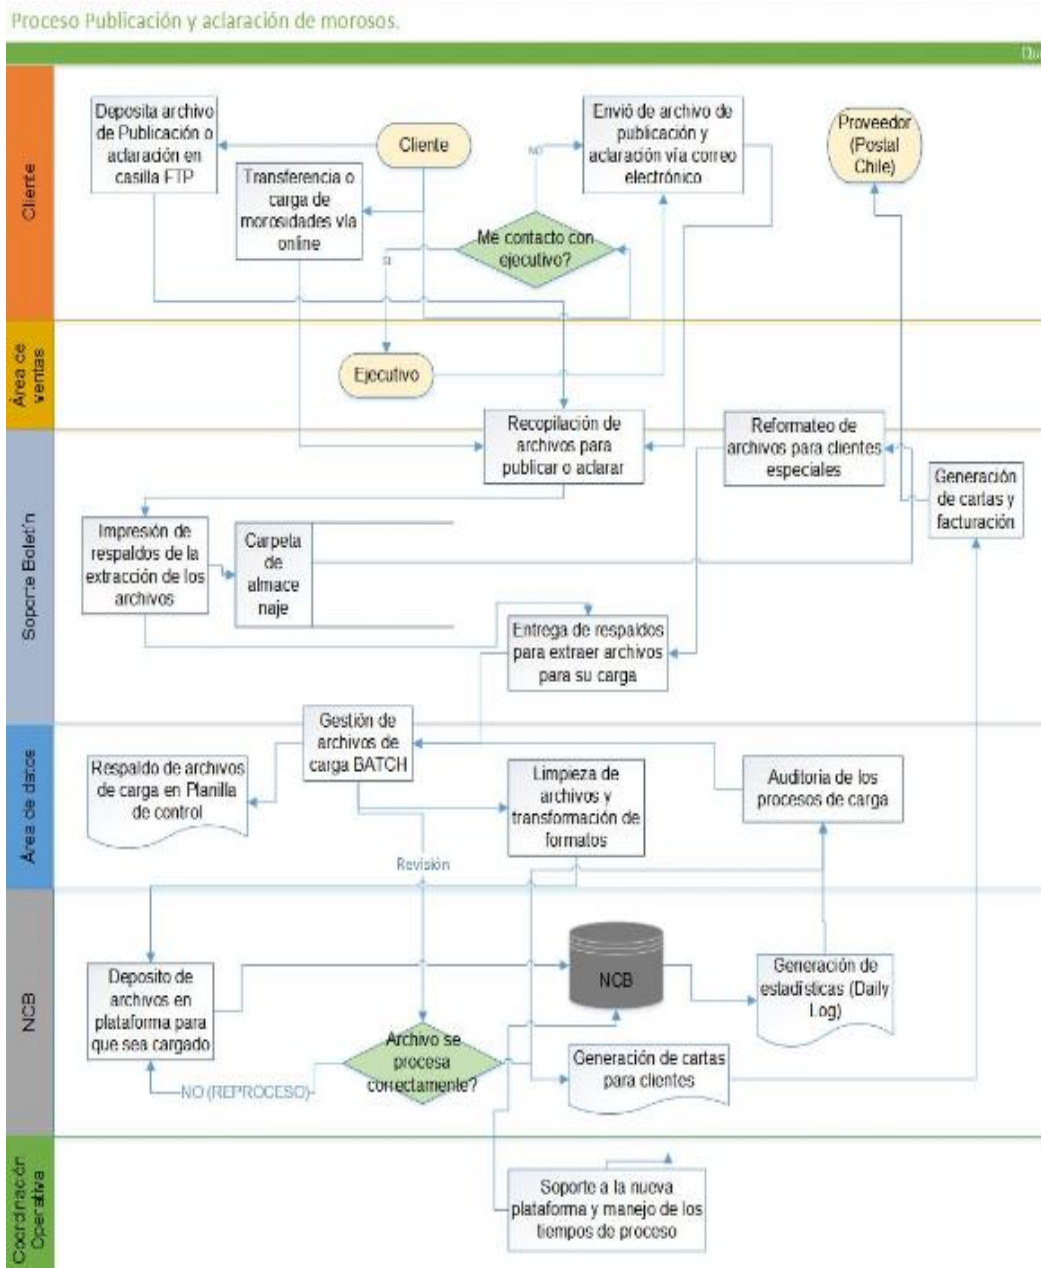 Proceso Publicación y aclaración de morosos.
Cliente
Deposita archivo
de Publicación o
aclaración en
casilla FTP
Cliente
Transferencia o
carga de
morosidades vía
online
Envió de archivo de
publicación y
aclaración vía correo
electrónico
NO
Me contacto con
ejecutivo?
SI
Proveedor
(Postal
Chile)
Área de
ventas
Ejecutivo
Soporte Boletín
Recopilación de
archivos para
publicar o aclarar
Reformateo de
archivos para clientes
especiales
Generación
de cartas y
facturación
Impresión de
respaldos de la
extracción de los
archivos
Carpeta
de
almace
naje
Entrega de respaldos
para extraer archivos
para su carga
Área de datos
Gestión de
archivos de
carga BATCH
Respaldo de archivos
de carga en Planilla
de control
Limpieza de
archivos y
transformación de
formatos
Auditoria de los
procesos de carga
Revisión
NCB
Deposito de
archivos en
plataforma para
que sea cargado
NCB
Generación de
estadísticas (Daily
Log)
Archivo se
procesa
correctamente?
NO (REPROCESO)
Generación de cartas
para clientes
Coordinación
Operativa
Soporte a la nueva
plataforma y manejo de los
tiempos de proceso